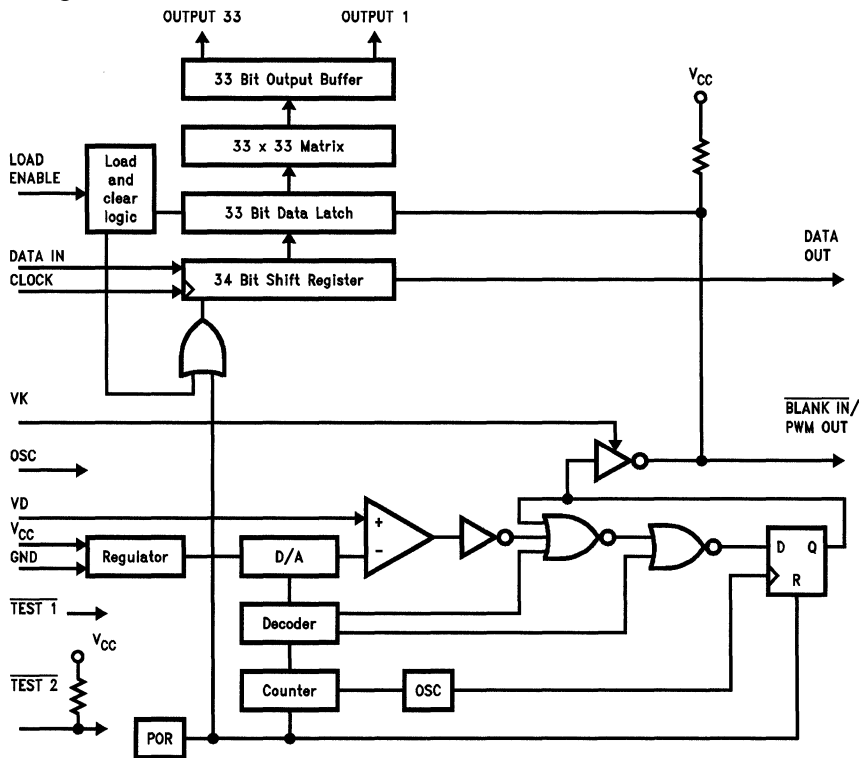 OUTPUT 33 OUTPUT 1
33 Bit Output Buffer
VCC
33 x 33 Matrix
LOAD
ENABLE
Load
and
clear
logic
33 Bit Data Latch
DATA IN
CLOCK
34 Bit Shift Register
DATA
OUT
VK
BLANK IN/
PWM OUT
OSC
VD
+
-
VCC
GND
Regulator
D/A
D Q
R
TEST 1
Decoder
VCC
TEST 2
Counter
OSC
POR